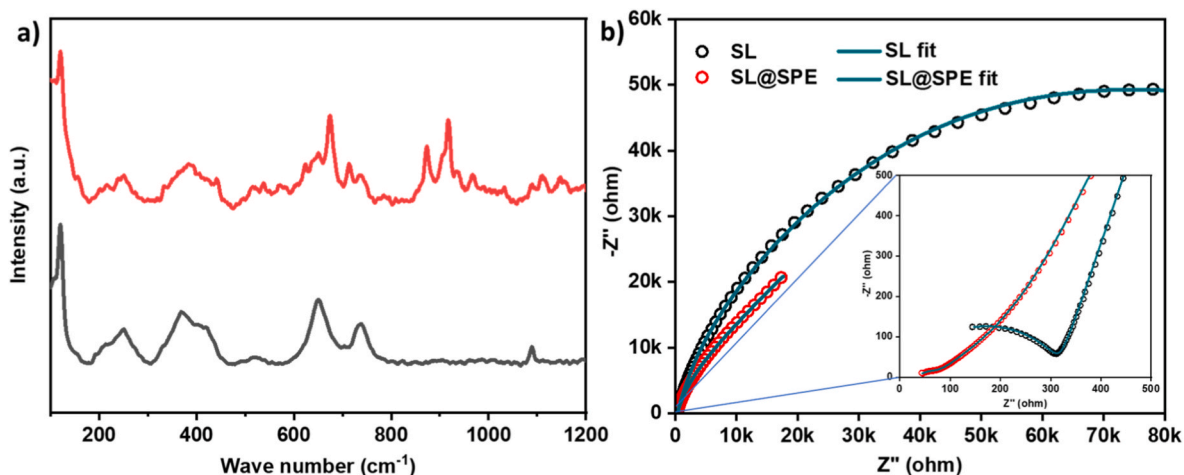 a)
Intensity (a.u.)
200 400 600 800 1000 1200
Wave number (cm⁻¹)
b)
60k
50k
40k
30k
20k
10k
0
-Z'' (ohm)
SL SL fit
SL@SPE SL@SPE fit
500
400
300
200
100
0
-Z'' (ohm)
0 100 200 300 400 500
Z'' (ohm)
0 10k 20k 30k 40k 50k 60k 70k 80k
Z'' (ohm)